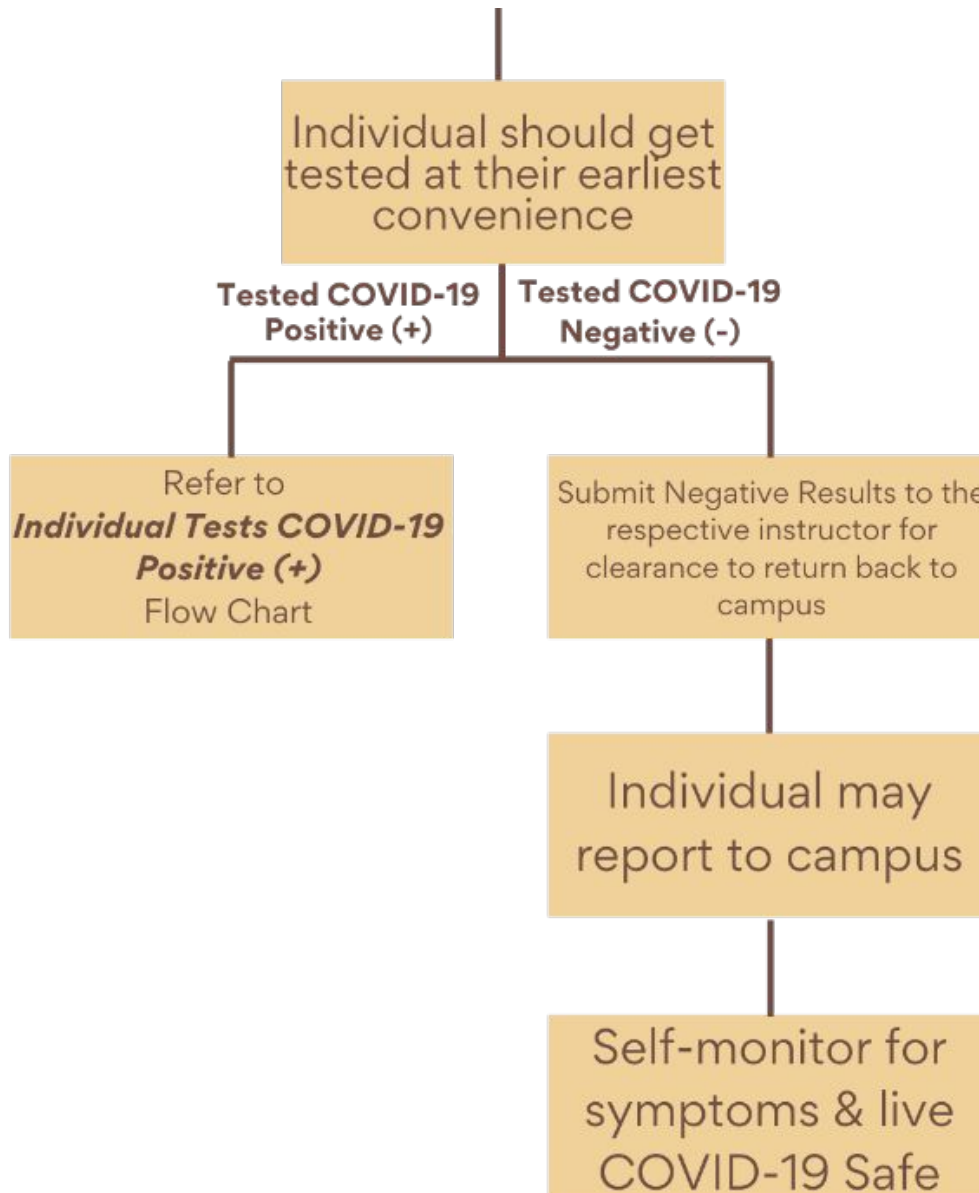 Individual should get
tested at their earliest
convenience
Tested COVID-19
Positive (+)
Tested COVID-19
Negative (-)
Refer to
Individual Tests COVID-19
Positive (+)
Flow Chart
Submit Negative Results to the
respective instructor for
clearance to return back to
campus
Individual may
report to campus
Self-monitor for
symptoms & live
COVID-19 Safe